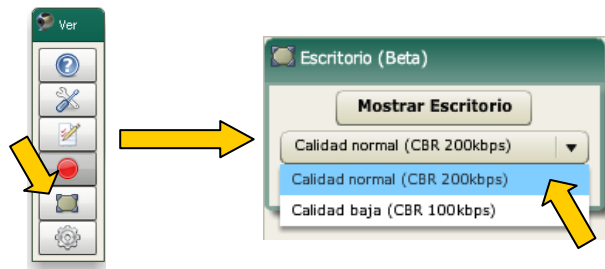 Ver
Escritorio (Beta)
Mostrar Escritorio
Calidad normal (CBR 200kbps)
Calidad normal (CBR 200kbps)
Calidad baja (CBR 100kbps)